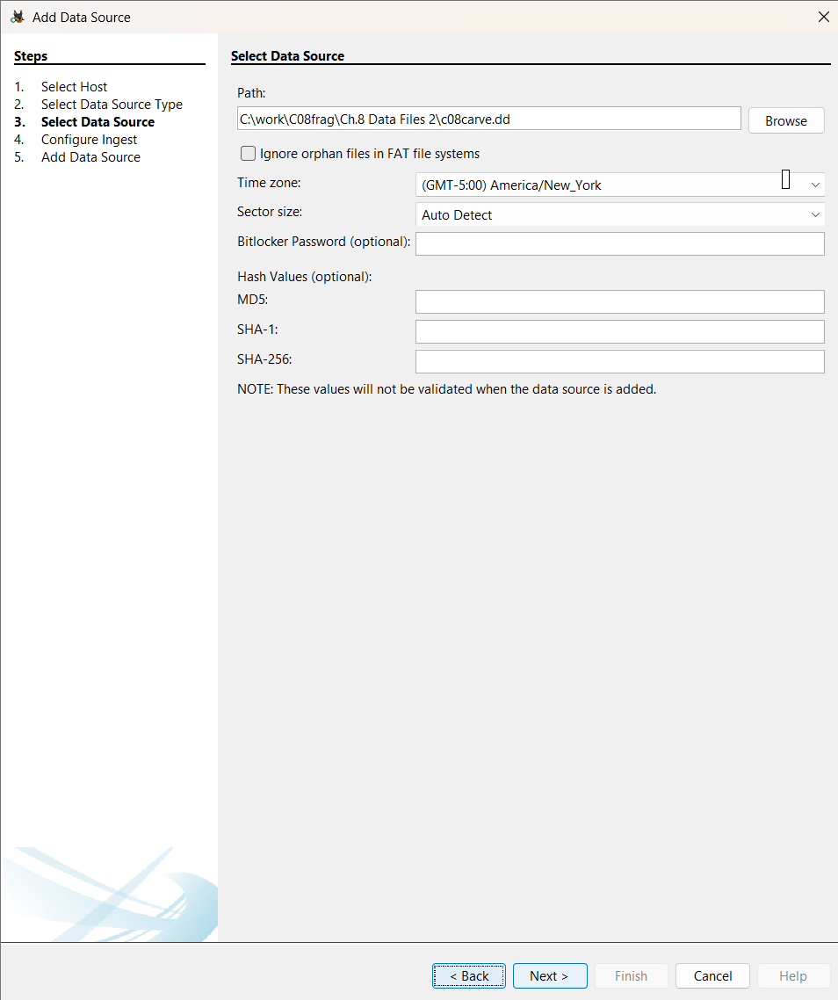 Add Data Source
Steps
1. Select Host
2. Select Data Source Type
3. Select Data Source
4. Configure Ingest
5. Add Data Source
Select Data Source
Path:
C:\work\C08frag\Ch.8 Data Files 2\c08carve.dd
Browse
Ignore orphan files in FAT file systems
Time zone: (GMT-5:00) America/New_York
Sector size: Auto Detect
Bitlocker Password (optional):
Hash Values (optional):
MD5:
SHA-1:
SHA-256:
NOTE: These values will not be validated when the data source is added.
< Back Next > Finish Cancel Help